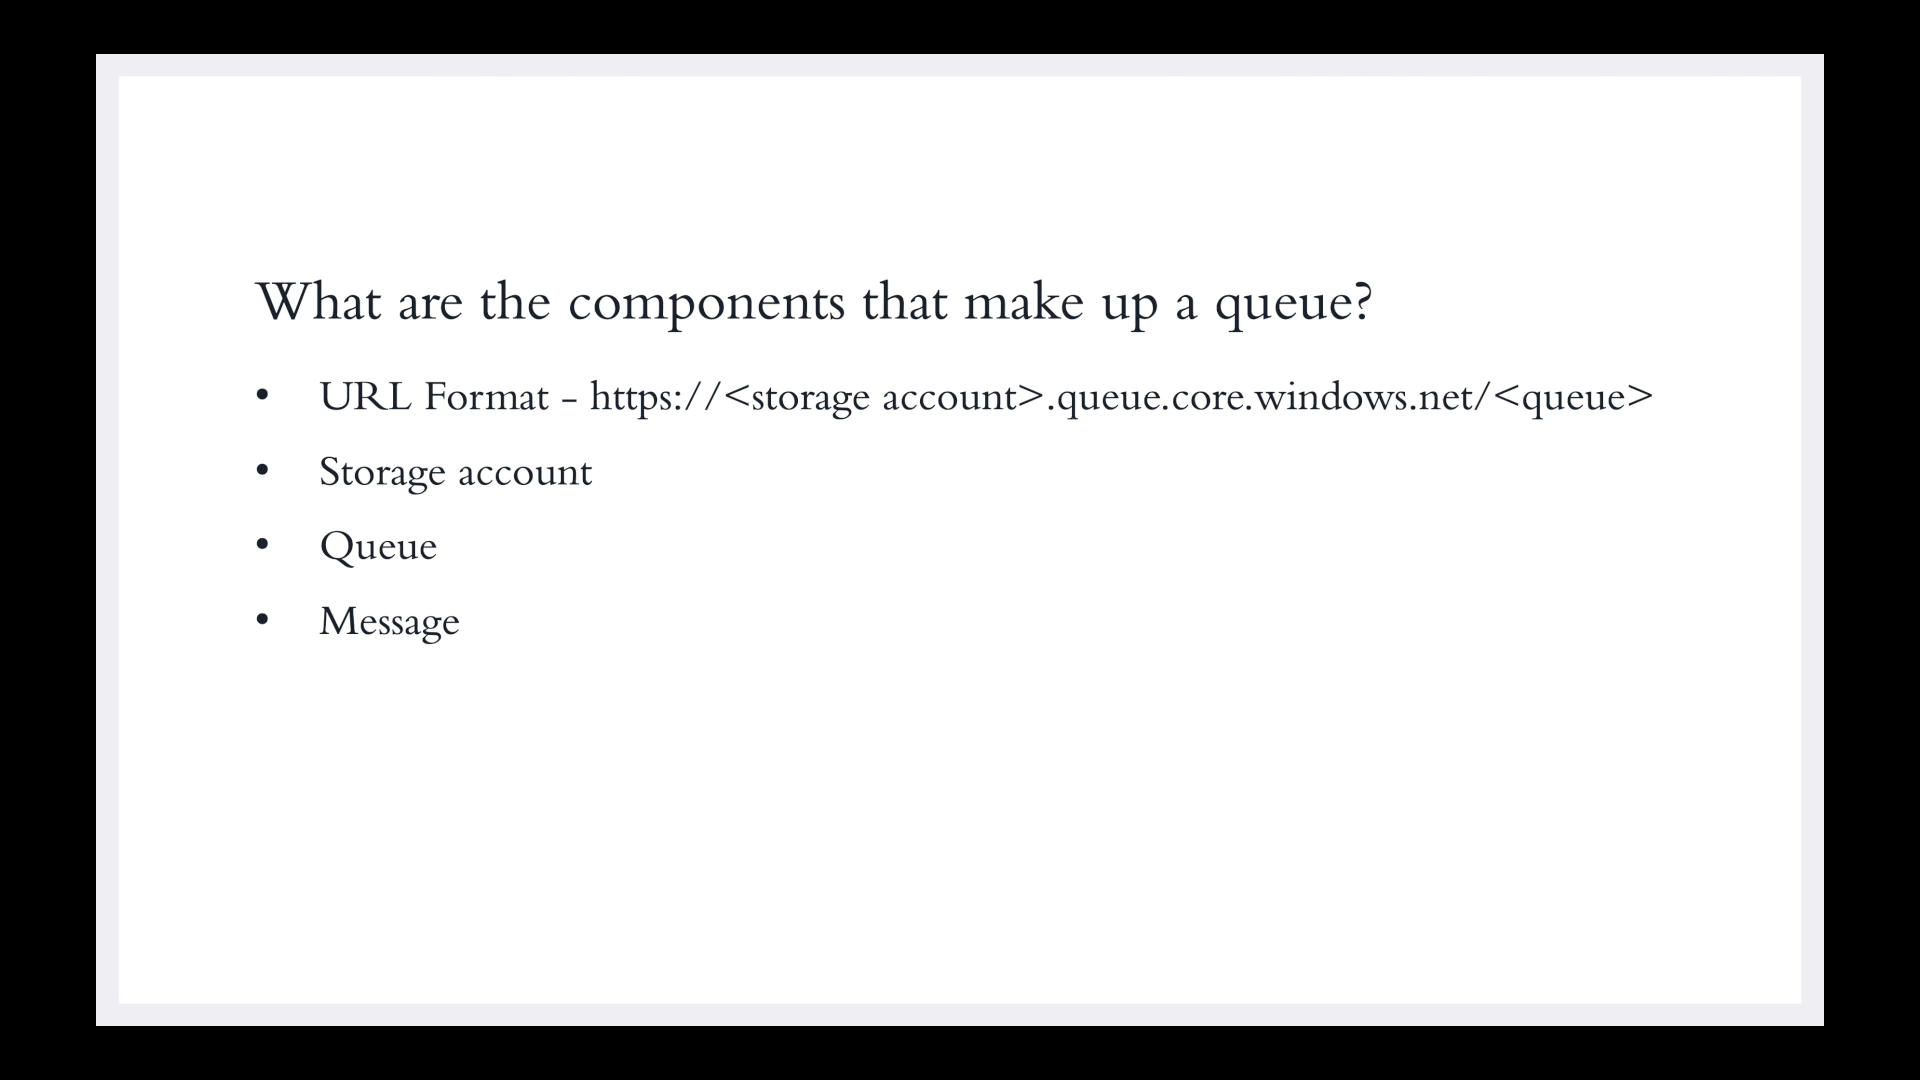 What are the components that make up a queue?
• URL Format - https://<storage account>.queue.core.windows.net/<queue>
• Storage account
• Queue
• Message